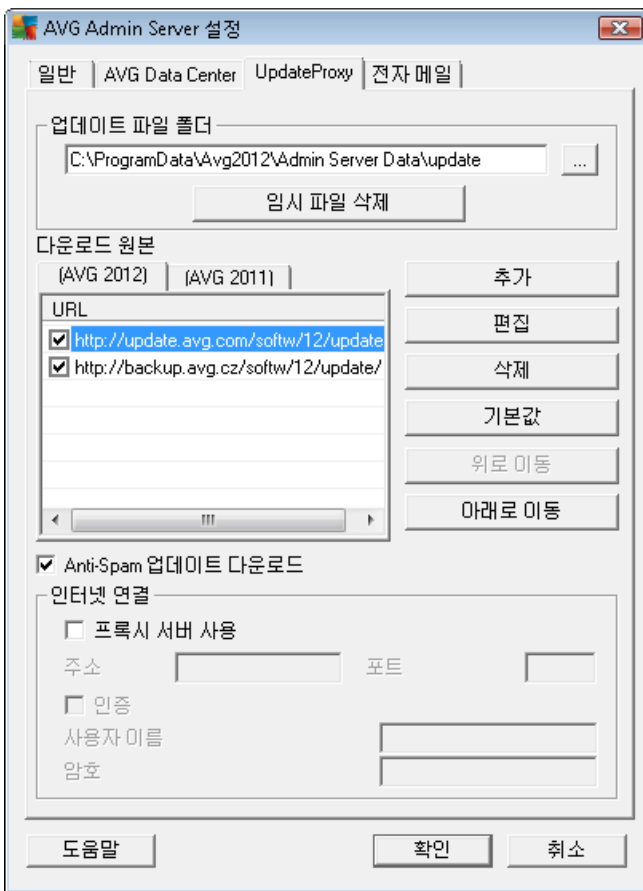 AVG Admin Server 설정
일반 AVG Data Center UpdateProxy 전자 메일
업데이트 파일 폴더
C:\ProgramData\Avg2012\Admin Server Data\update ...
임시 파일 삭제
다운로드 원본
(AVG 2012) (AVG 2011)
URL
http://update.avg.com/softw/12/update
http://backup.avg.cz/softw/12/update/
추가
편집
삭제
기본값
위로 이동
아래로 이동
Anti-Spam 업데이트 다운로드
인터넷 연결
프록시 서버 사용
주소 포트
인증
사용자 이름
암호
도움말 확인 취소